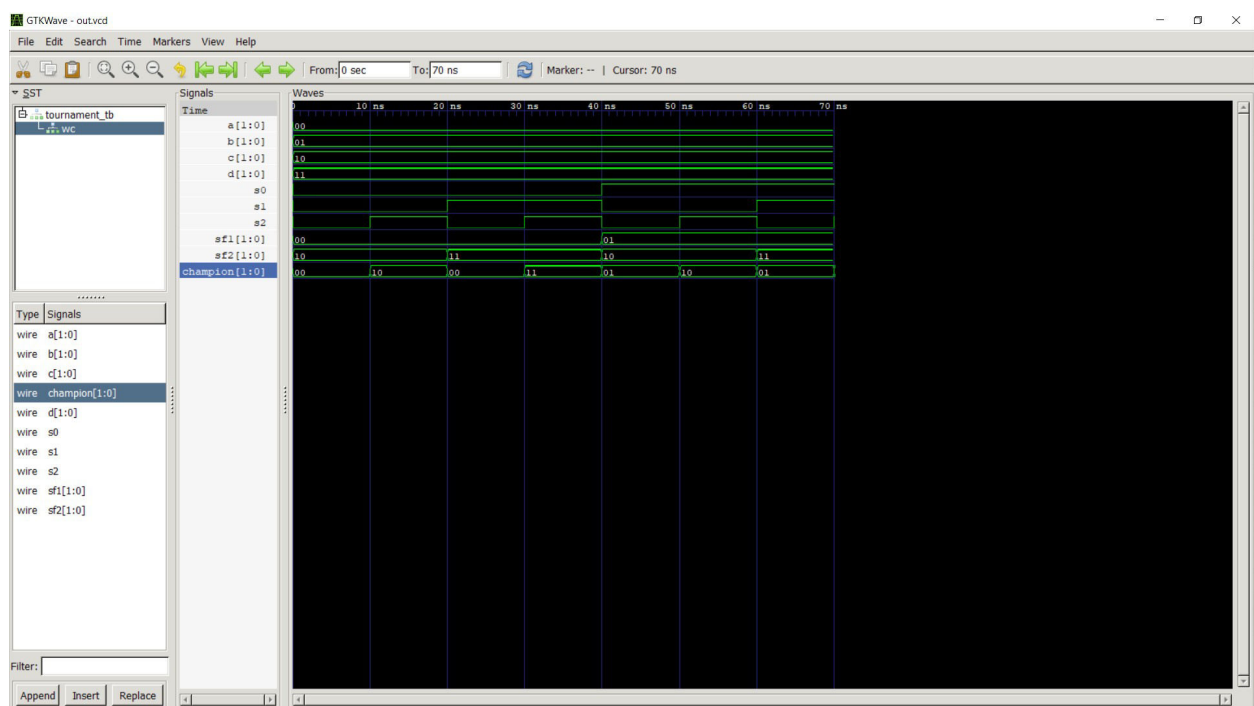 GTKWave - out.vcd
File Edit Search Time Markers View Help
From: 0 sec To: 70 ns Marker: -- | Cursor: 70 ns
SST
tournament_tb
wc
Type Signals
wire a[1:0]
wire b[1:0]
wire c[1:0]
wire champion[1:0]
wire d[1:0]
wire s0
wire s1
wire s2
wire sf1[1:0]
wire sf2[1:0]
Filter:
Append Insert Replace
Signals
Time
a[1:0]
b[1:0]
c[1:0]
d[1:0]
s0
s1
s2
sf1[1:0]
sf2[1:0]
champion[1:0]
Waves
10 ns 20 ns 30 ns 40 ns 50 ns 60 ns 70 ns
00
01
10
11
00 01
10 11 10 11
00 10 00 11 01 10 01